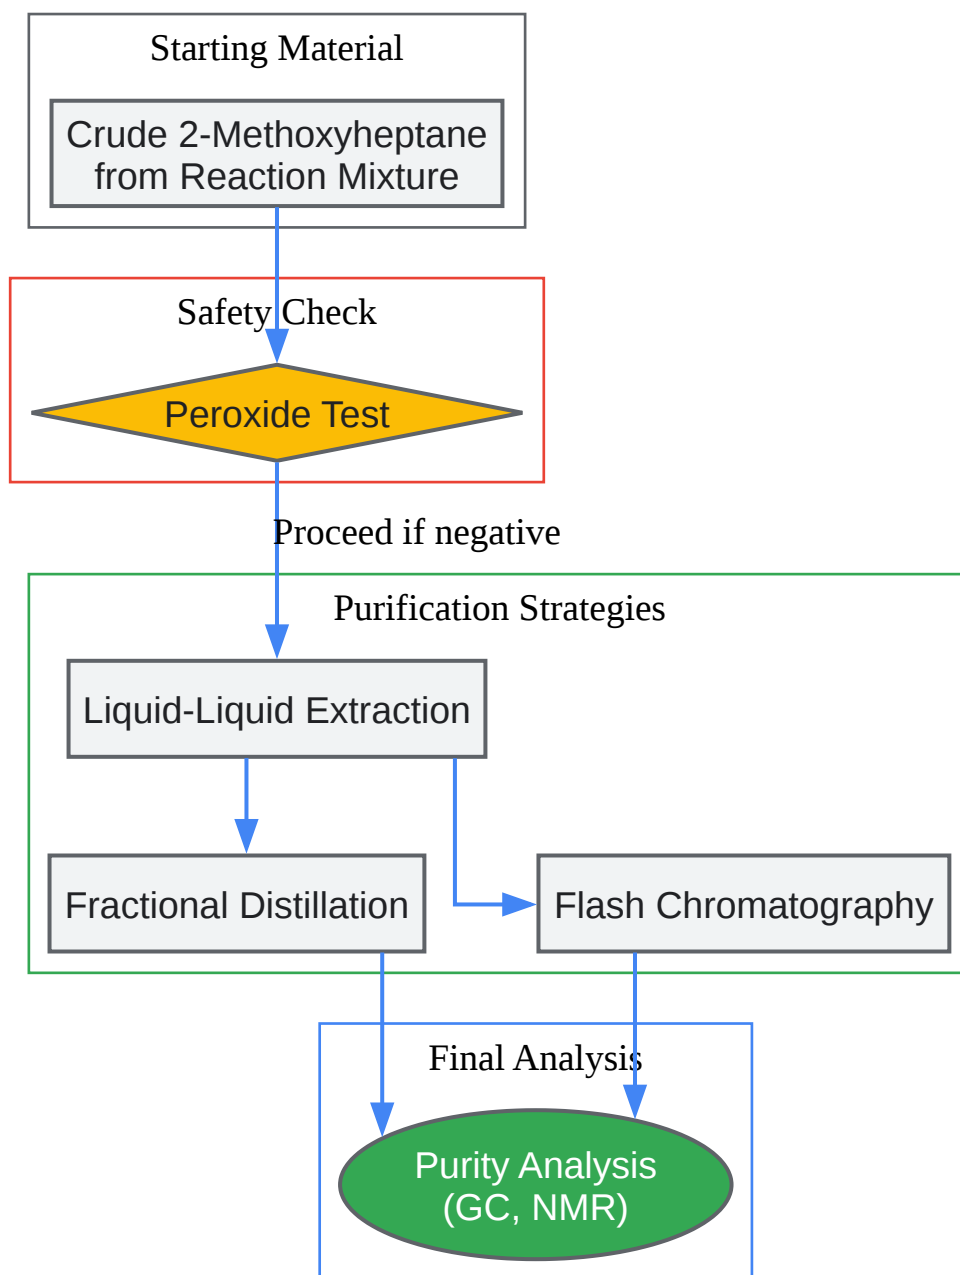 Starting Material
Crude 2-Methoxyheptane
from Reaction Mixture
Safety Check
Peroxide Test
Proceed if negative
Purification Strategies
Liquid-Liquid Extraction
Fractional Distillation
Flash Chromatography
Final Analysis
Purity Analysis
(GC, NMR)